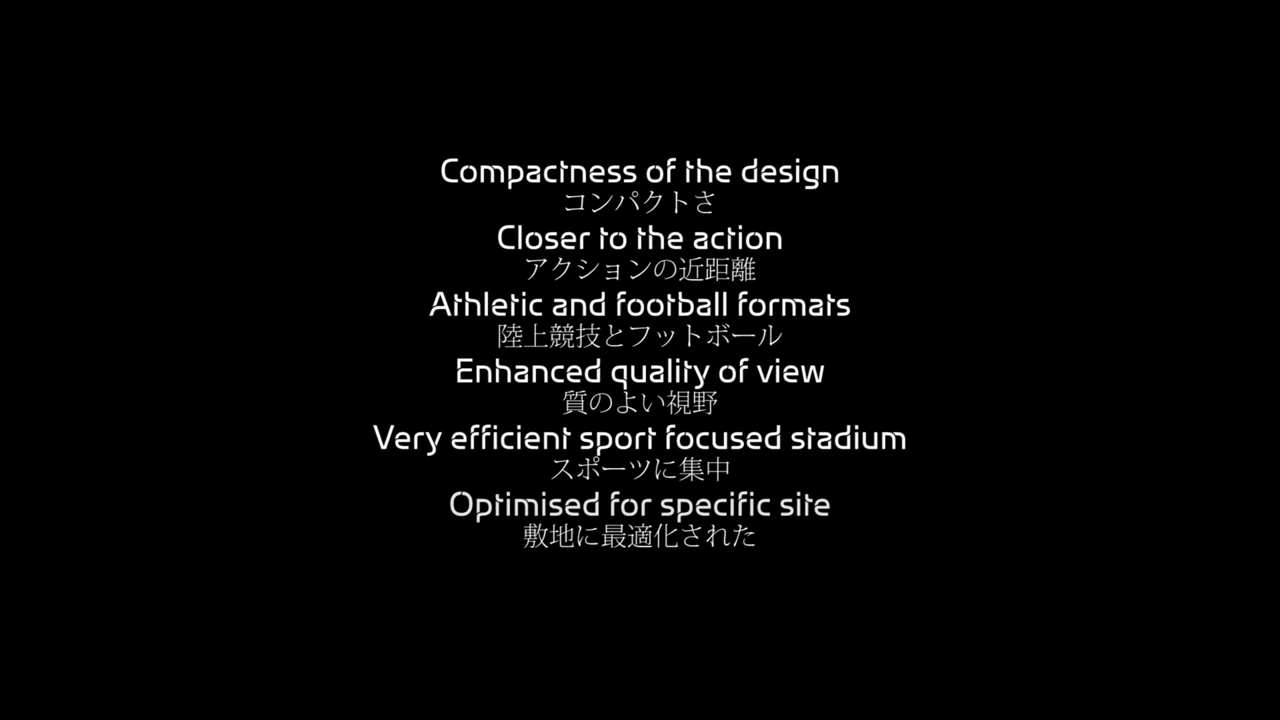 Compactness of the design
コンパクトさ
Closer to the action
アクションの近距離
Athletic and football formats
陸上競技とフットボール
Enhanced quality of view
質のよい視野
Very efficient sport focused stadium
スポーツに集中
Optimised for specific site
敷地に最適化された